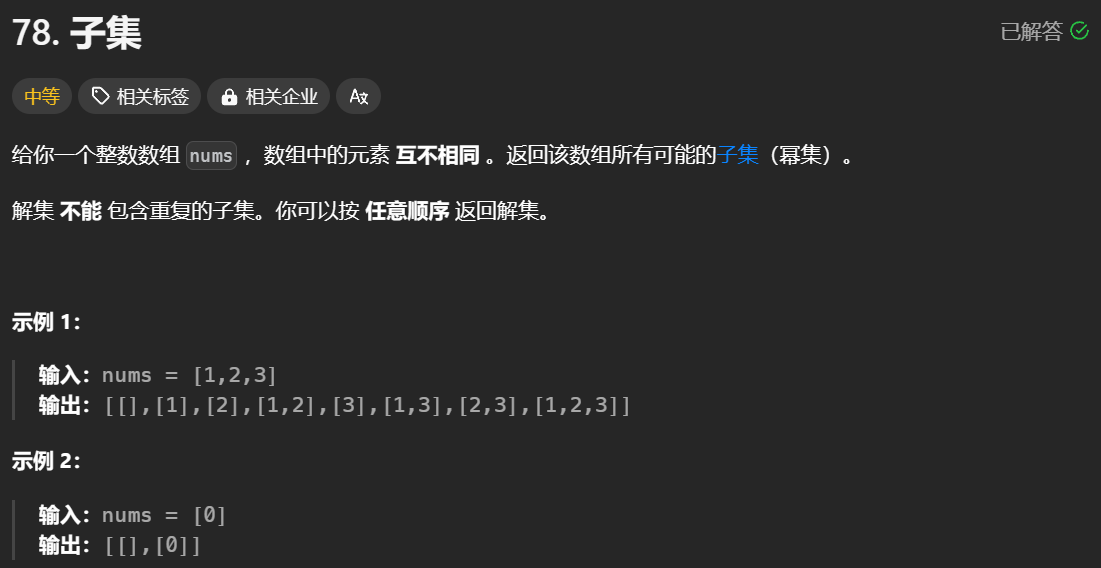 78. 子集
已解答
中等 相关标签 相关企业 Aあ
给你一个整数数组 nums ，数组中的元素 互不相同 。返回该数组所有可能的子集（幂集）。
解集 不能 包含重复的子集。你可以按 任意顺序 返回解集。
示例 1：
输入：nums = [1,2,3]
输出：[[],[1],[2],[1,2],[3],[1,3],[2,3],[1,2,3]]
示例 2：
输入：nums = [0]
输出：[[],[0]]